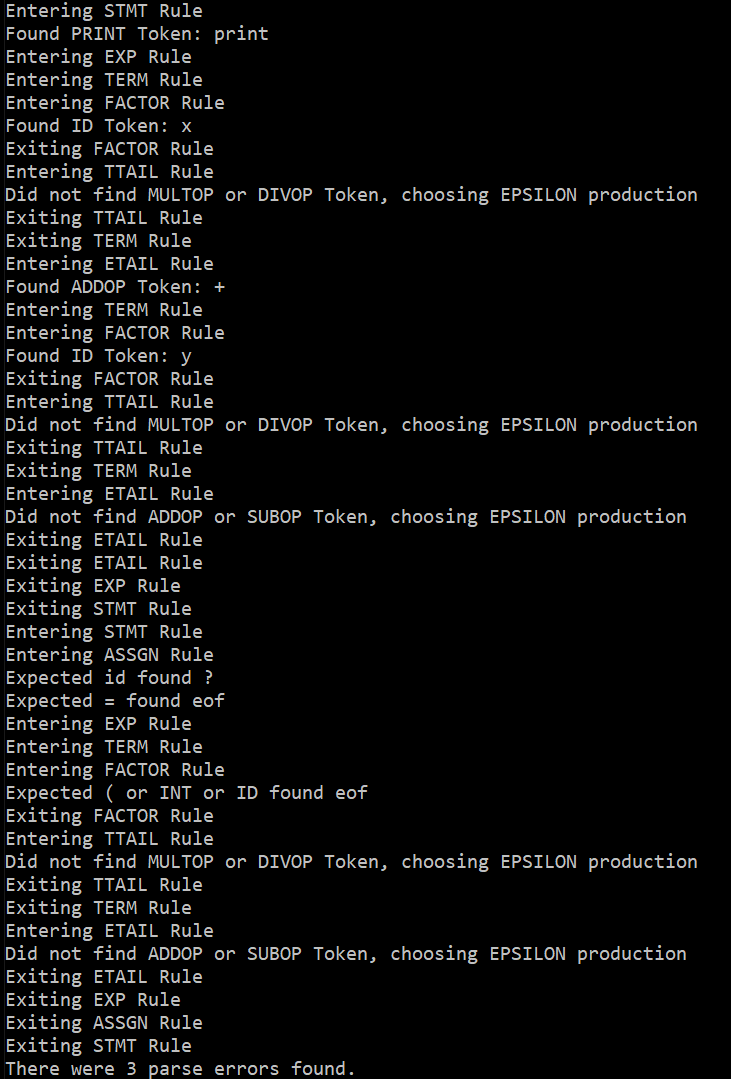 Entering STMT Rule
Found PRINT Token: print
Entering EXP Rule
Entering TERM Rule
Entering FACTOR Rule
Found ID Token: x
Exiting FACTOR Rule
Entering TTAIL Rule
Did not find MULTOP or DIVOP Token, choosing EPSILON production
Exiting TTAIL Rule
Exiting TERM Rule
Entering ETAIL Rule
Found ADDOP Token: +
Entering TERM Rule
Entering FACTOR Rule
Found ID Token: y
Exiting FACTOR Rule
Entering TTAIL Rule
Did not find MULTOP or DIVOP Token, choosing EPSILON production
Exiting TTAIL Rule
Exiting TERM Rule
Entering ETAIL Rule
Did not find ADDOP or SUBOP Token, choosing EPSILON production
Exiting ETAIL Rule
Exiting ETAIL Rule
Exiting EXP Rule
Exiting STMT Rule
Entering STMT Rule
Entering ASSGN Rule
Expected id found ?
Expected = found eof
Entering EXP Rule
Entering TERM Rule
Entering FACTOR Rule
Expected ( or INT or ID found eof
Exiting FACTOR Rule
Entering TTAIL Rule
Did not find MULTOP or DIVOP Token, choosing EPSILON production
Exiting TTAIL Rule
Exiting TERM Rule
Entering ETAIL Rule
Did not find ADDOP or SUBOP Token, choosing EPSILON production
Exiting ETAIL Rule
Exiting EXP Rule
Exiting ASSGN Rule
Exiting STMT Rule
There were 3 parse errors found.